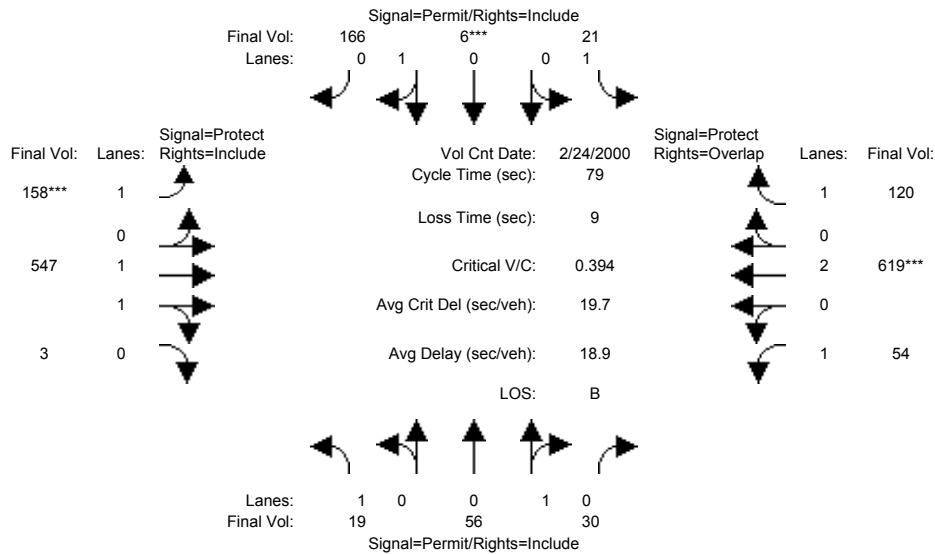 Signal=Permit/Rights=Include
Final Vol: 166 6*** 21
Lanes: 0 1 0 0 1
Signal=Protect Signal=Protect
Final Vol: Lanes: Rights=Include Vol Cnt Date: 2/24/2000 Rights=Overlap Lanes: Final Vol:
Cycle Time (sec): 79
158*** 1 1 120
Loss Time (sec): 9
0 0
547 1 Critical V/C: 0.394 2 619***
1 Avg Crit Del (sec/veh): 19.7 0
3 0 Avg Delay (sec/veh): 18.9 1 54
LOS: B
Lanes: 1 0 0 1 0
Final Vol: 19 56 30
Signal=Permit/Rights=Include